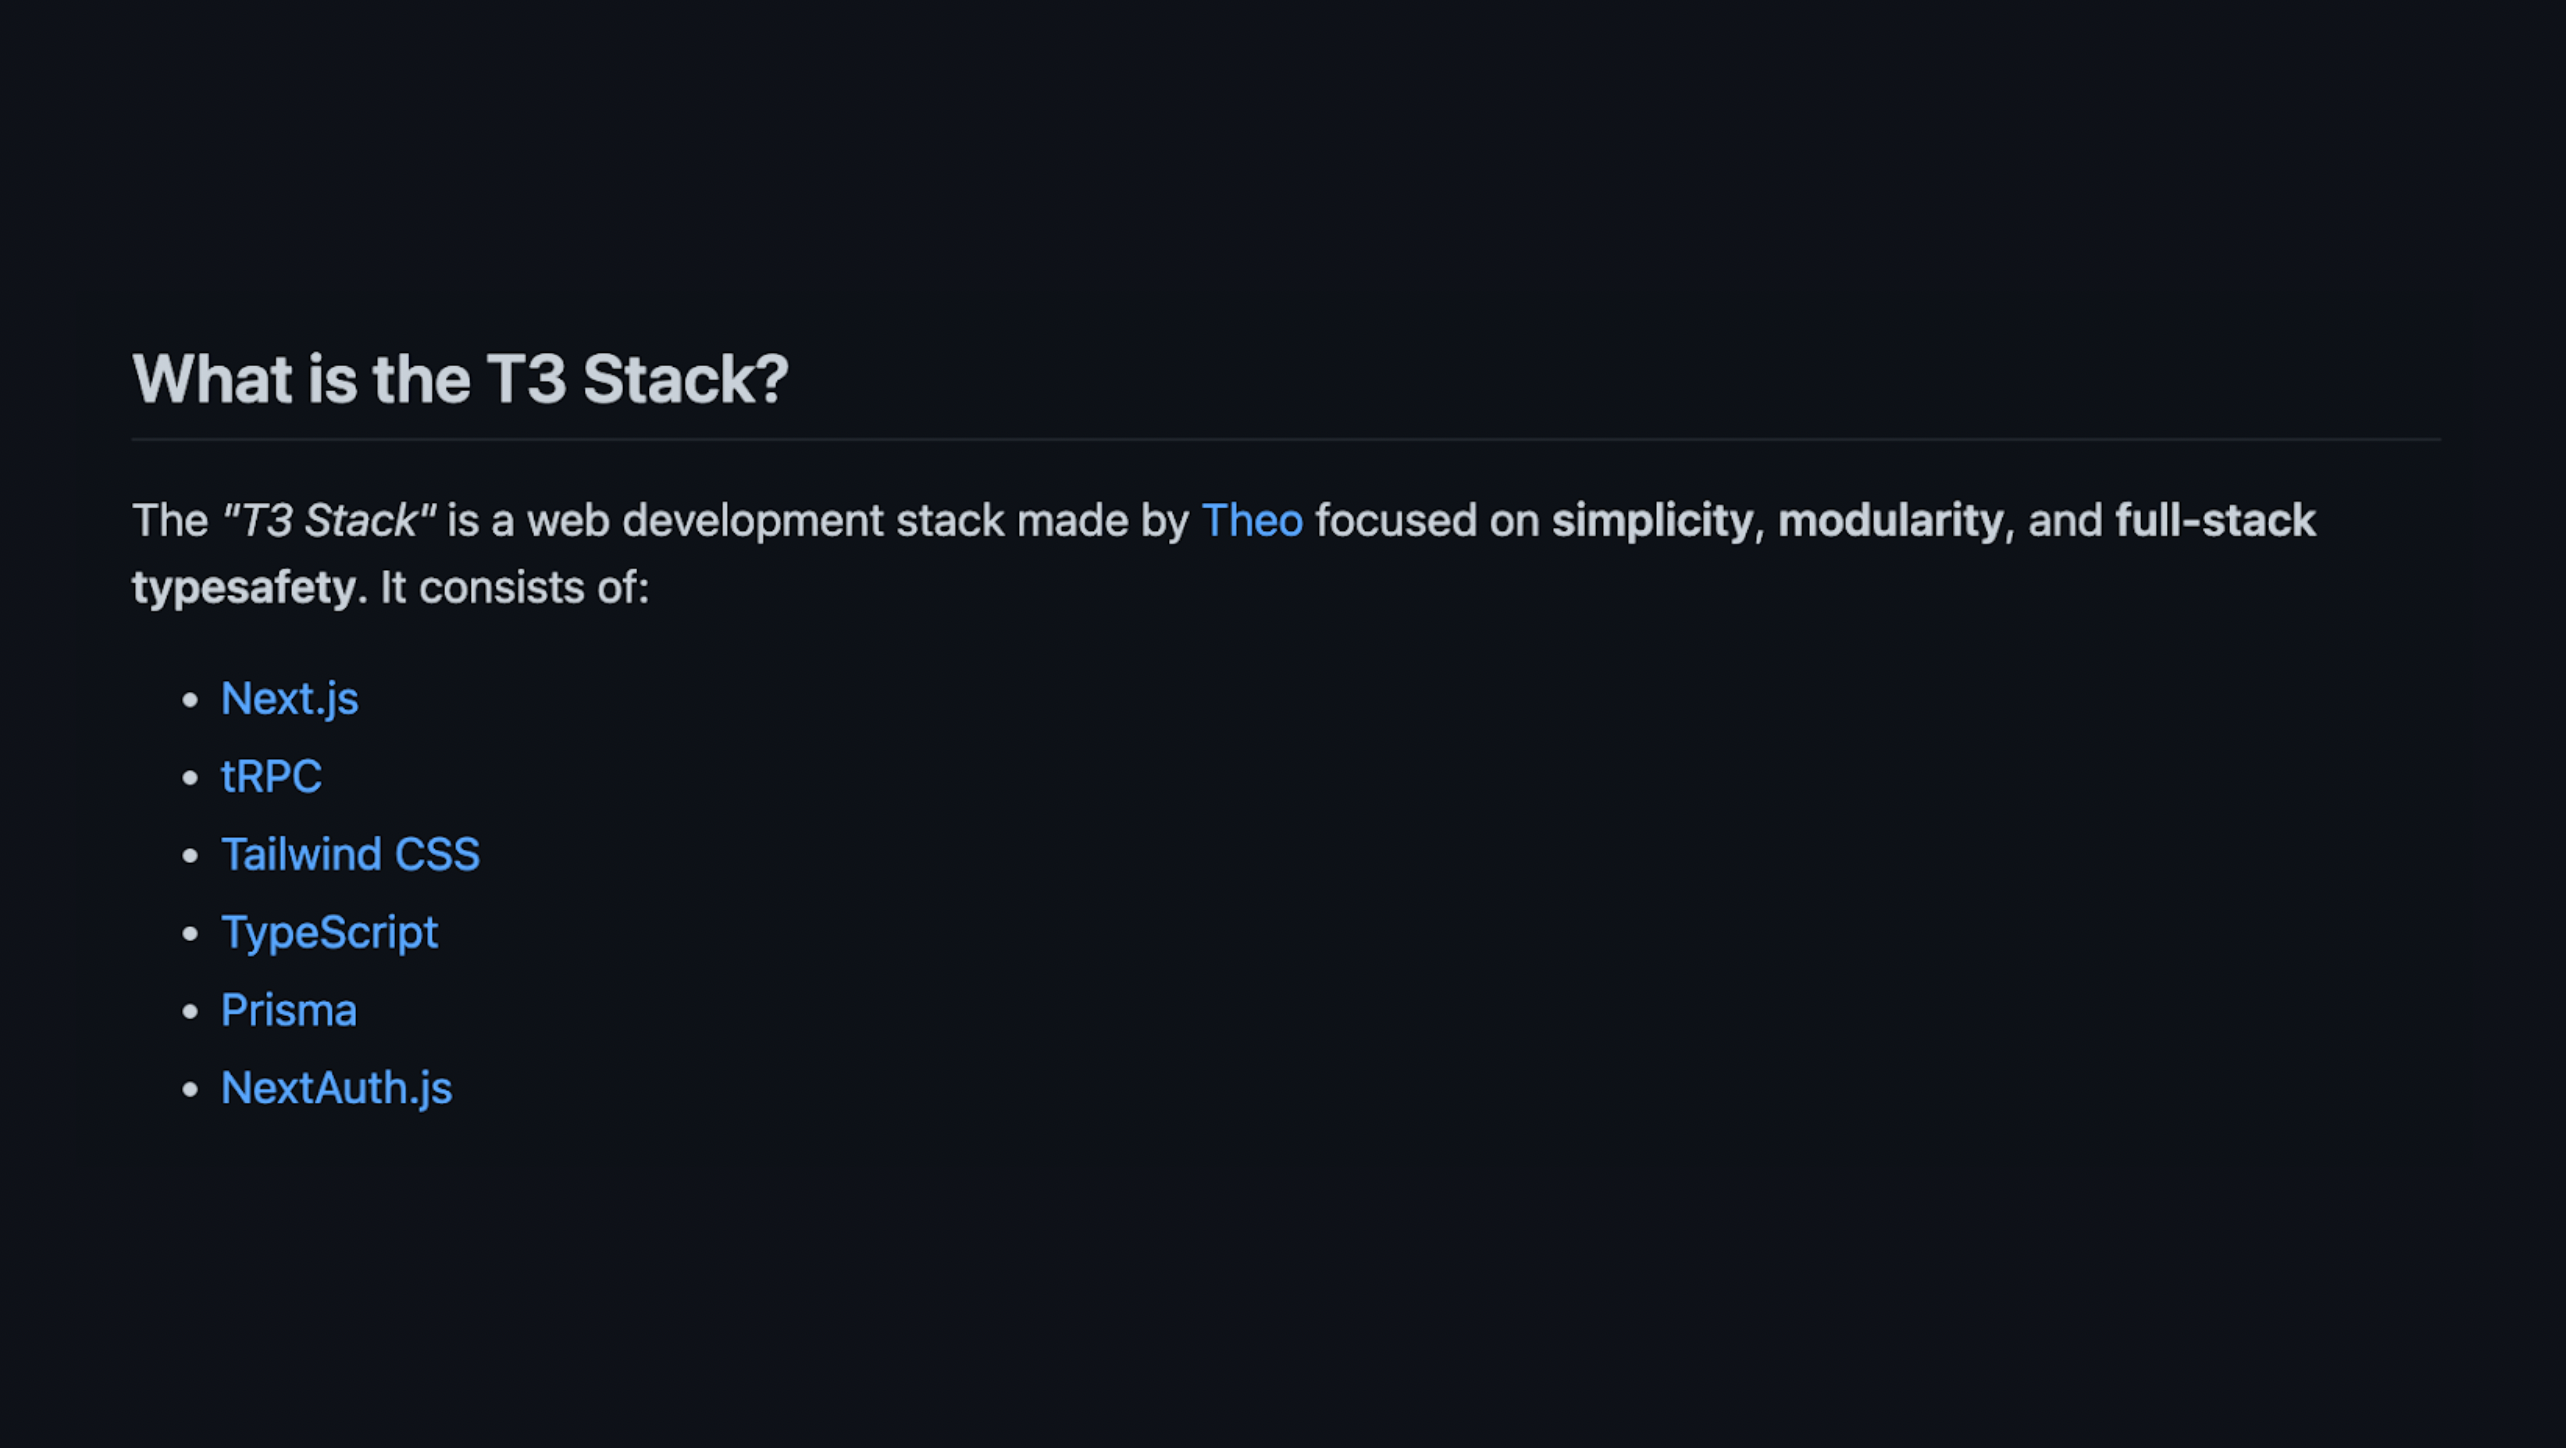 What is the T3 Stack?
The "T3 Stack" is a web development stack made by Theo focused on simplicity, modularity, and full-stack
typesafety. It consists of:
• Next.js
• tRPC
• Tailwind CSS
• TypeScript
• Prisma
• NextAuth.js